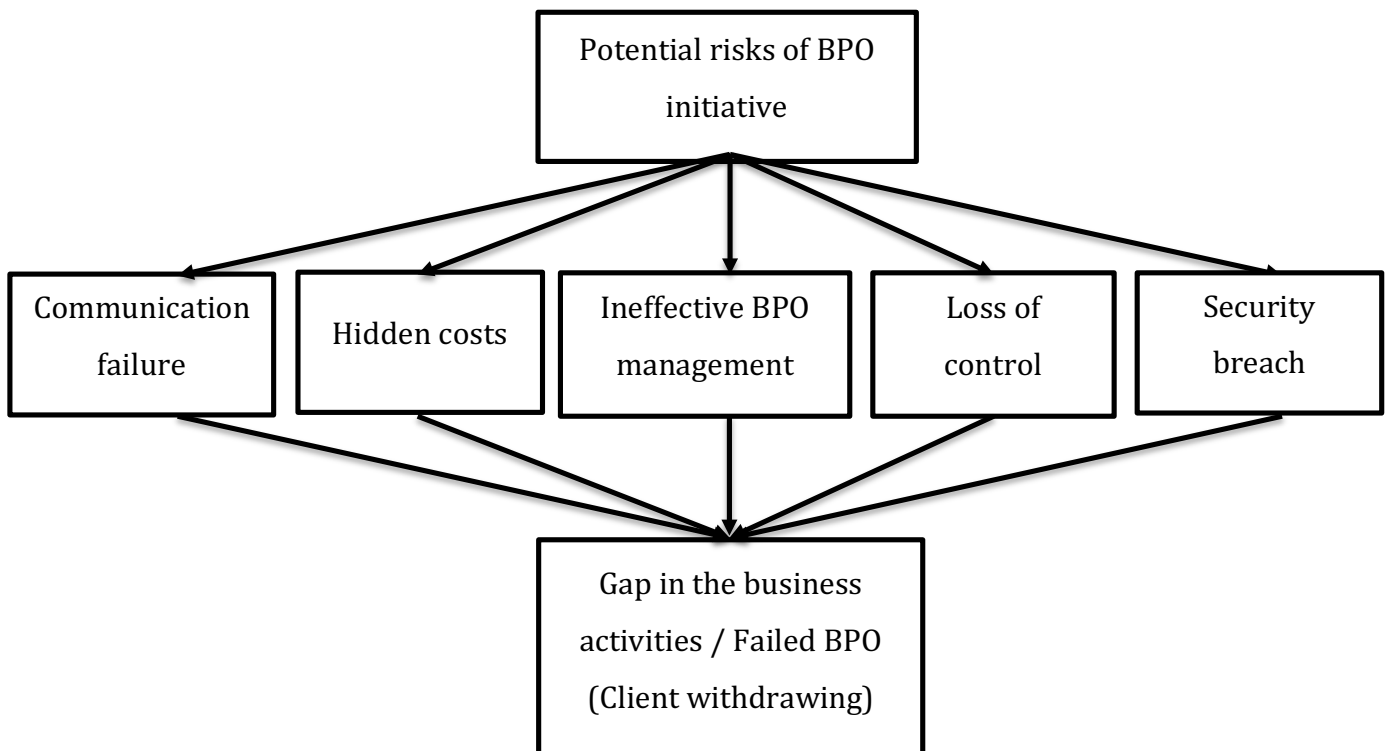 Potential risks of BPO
initiative
Communication
failure
Hidden costs
Ineffective BPO
management
Loss of
control
Security
breach
Gap in the business
activities / Failed BPO
(Client withdrawing)